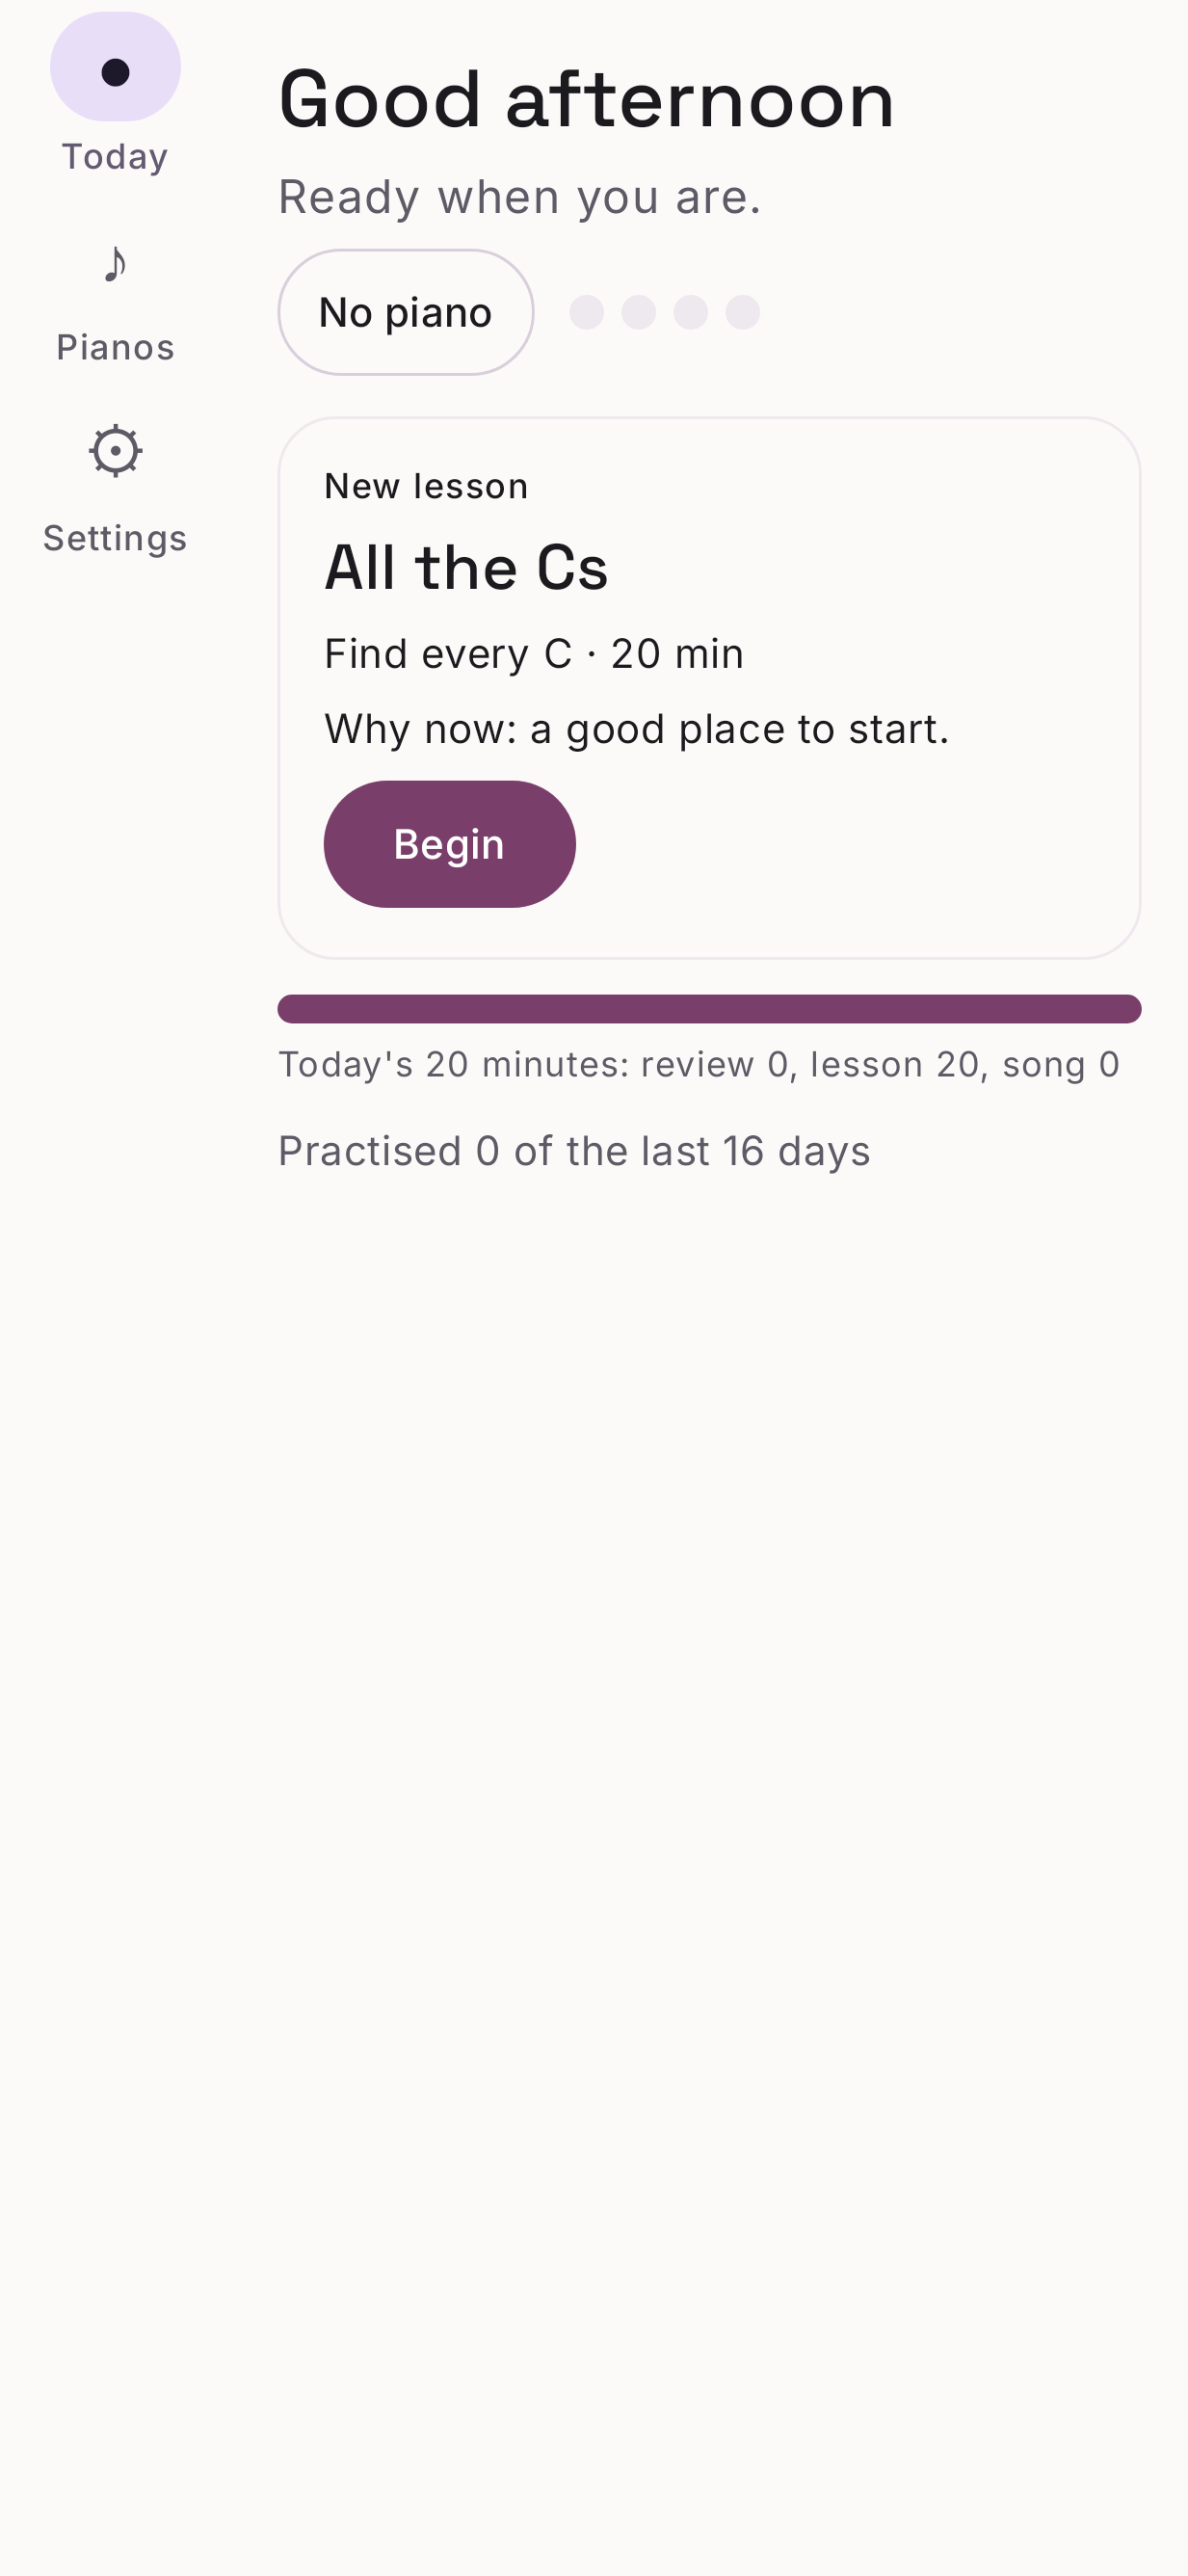 Today
Pianos
Settings
Good afternoon
Ready when you are.
No piano
New lesson
All the Cs
Find every C · 20 min
Why now: a good place to start.
Begin
Today's 20 minutes: review 0, lesson 20, song 0
Practised 0 of the last 16 days